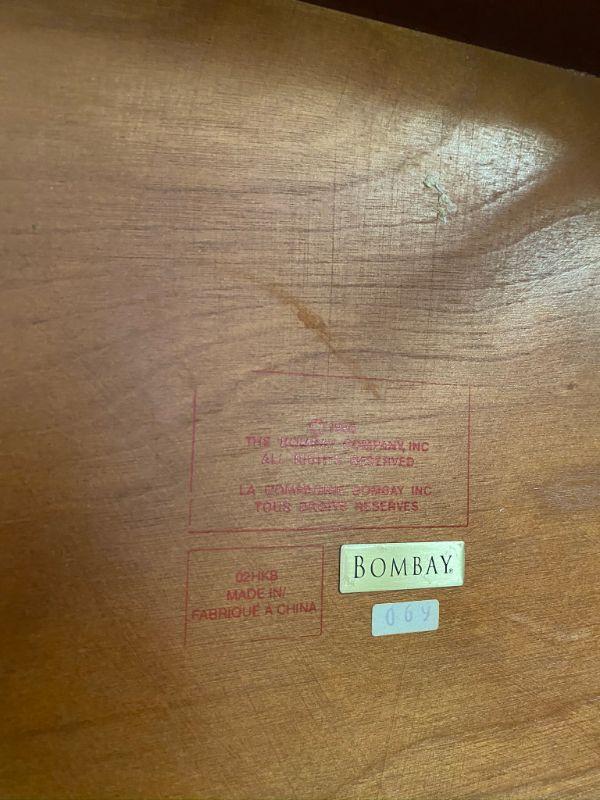 THE BOMBAY COMPANY, INC
ALL RIGHTS RESERVED
LA COMPAGNIE BOMBAY INC
TOUS DROITS RESERVES
02HKB
MADE IN/
FABRIQUÉ À CHINA
BOMBAY®
069